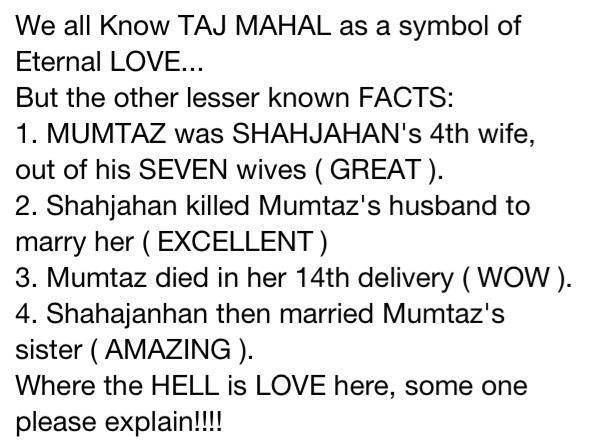 We all Know TAJ MAHAL as a symbol of
Eternal LOVE...
But the other lesser known FACTS:
1. MUMTAZ was SHAHJAHAN's 4th wife,
out of his SEVEN wives ( GREAT ).
2. Shahjahan killed Mumtaz's husband to
marry her ( EXCELLENT )
3. Mumtaz died in her 14th delivery ( WOW ).
4. Shahajanhan then married Mumtaz's
sister ( AMAZING ).
Where the HELL is LOVE here, some one
please explain!!!!